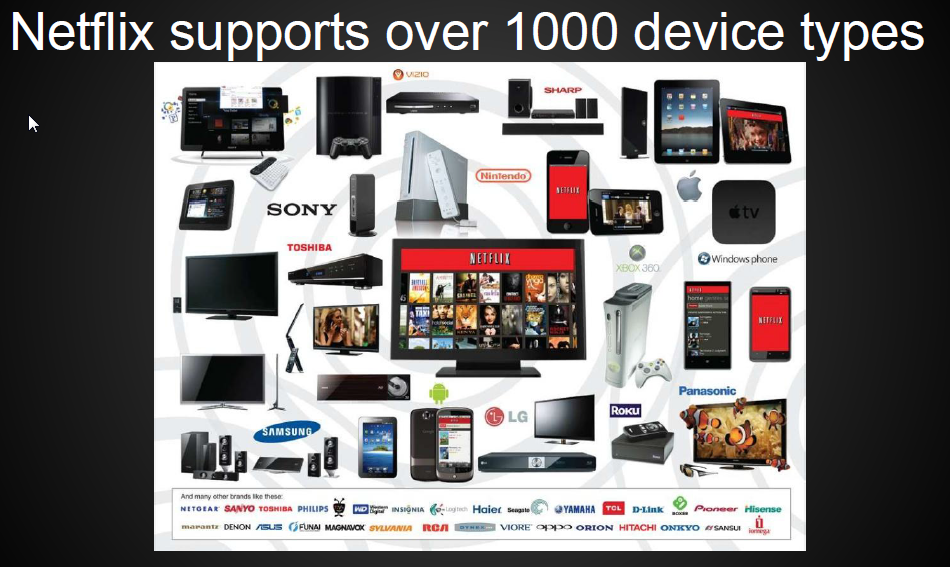 Netflix supports over 1000 device types
VIZIO
SHARP
Nintendo
NETFLIX
SONY
tv
TOSHIBA
NETFLIX
XBOX 360
Windows phone
NETFLIX
Panasonic
LG
ROKU
SAMSUNG
And many other brands like these:
NETGEAR SANYO TOSHIBA PHILIPS TiVo WD Western Digital INSIGNIA Logitech Haier Seagate YAMAHA TCL D-Link BOXEE Pioneer Hisense
marantz DENON ASUS FUNAI MAGNAVOX SYLVANIA RCA DYNEX VIORE oppo ORION HITACHI ONKYO SANSUI iomega